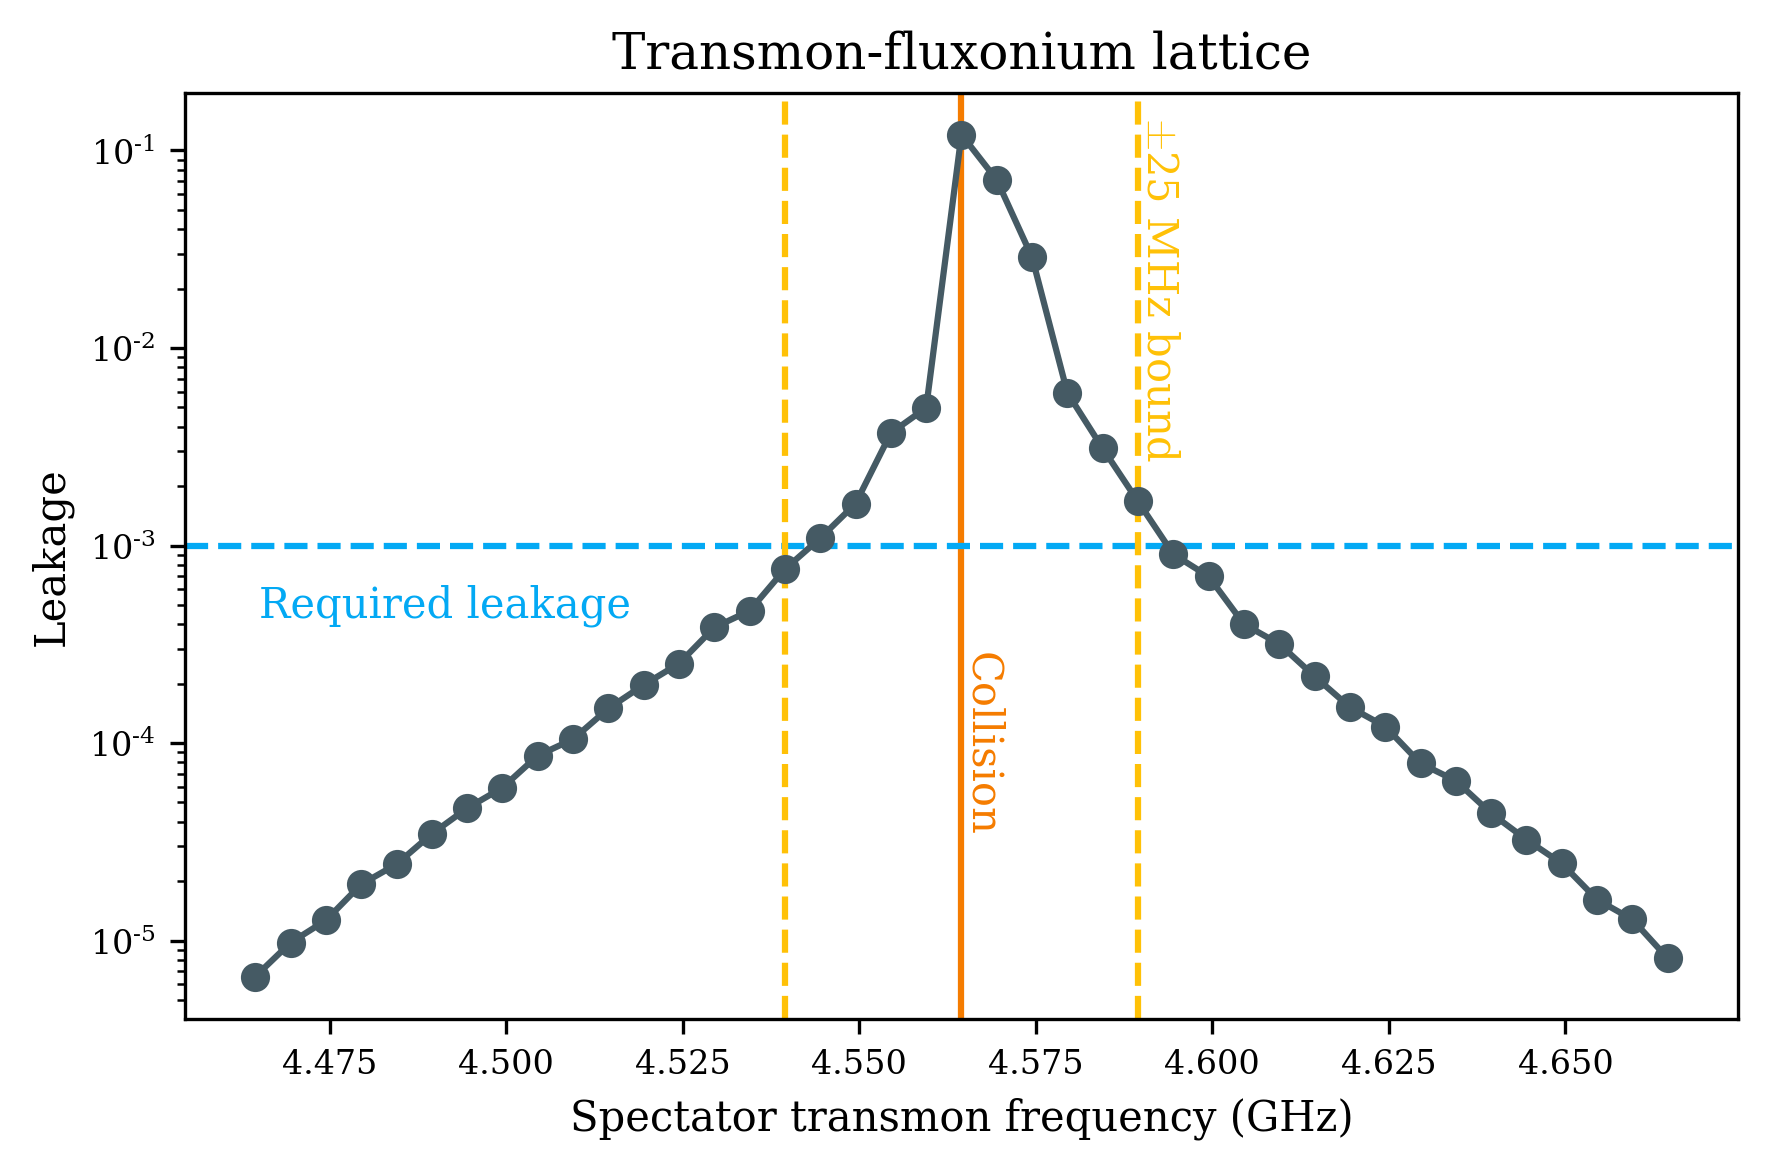 Transmon-fluxonium lattice
10-1
10-2
10-3
10-4
10-5
Leakage
±25 MHz bound
Required leakage
Collision
4.475 4.500 4.525 4.550 4.575 4.600 4.625 4.650
Spectator transmon frequency (GHz)